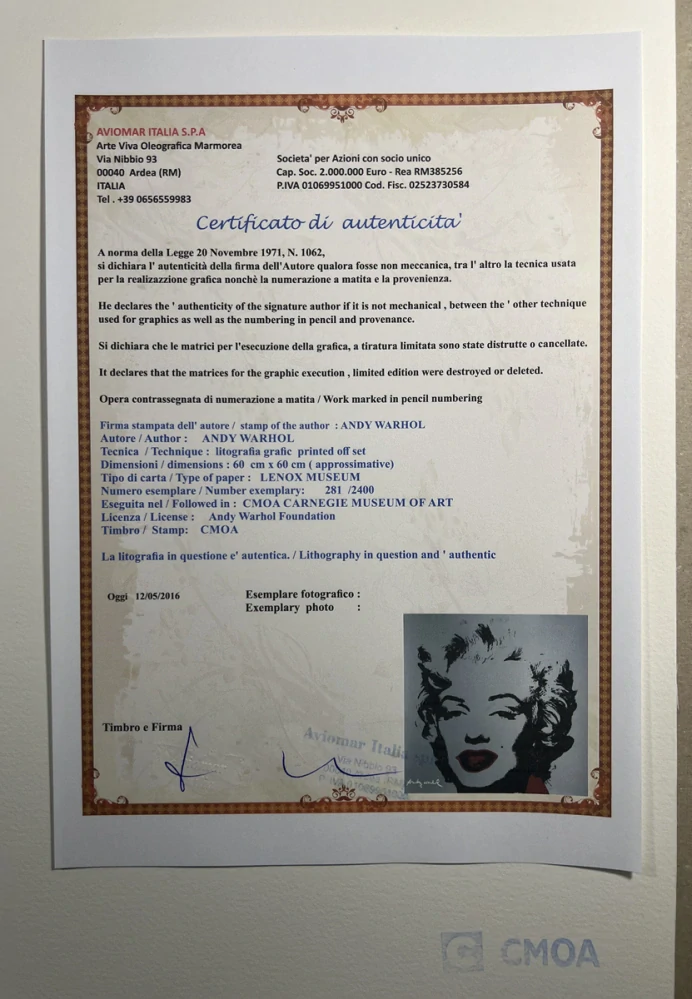 AVIOMAR ITALIA S.P.A
Arte Viva Oleografica Marmorea
Via Nibbio 93
00040 Ardea (RM)
ITALIA
Tel . +39 0656559983
Societa' per Azioni con socio unico
Cap. Soc. 2.000.000 Euro - Rea RM385256
P.IVA 01069951000 Cod. Fisc. 02523730584
Certificato di autenticita'
A norma della Legge 20 Novembre 1971, N. 1062,
si dichiara l' autenticità della firma dell'Autore qualora fosse non meccanica, tra l' altro la tecnica usata
per la realizazzione grafica nonchè la numerazione a matita e la provenienza.
He declares the ' authenticity of the signature author if it is not mechanical , between the ' other technique
used for graphics as well as the numbering in pencil and provenance.
Si dichiara che le matrici per l'esecuzione della grafica, a tiratura limitata sono state distrutte o cancellate.
It declares that the matrices for the graphic execution , limited edition were destroyed or deleted.
Opera contrassegnata di numerazione a matita / Work marked in pencil numbering
Firma stampata dell' autore / stamp of the author : ANDY WARHOL
Autore / Author : ANDY WARHOL
Tecnica / Technique : litografia grafic printed off set
Dimensioni / dimensions : 60 cm x 60 cm ( approssimative)
Tipo di carta / Type of paper : LENOX MUSEUM
Numero esemplare / Number exemplary: 281 /2400
Eseguita nel / Followed in : CMOA CARNEGIE MUSEUM OF ART
Licenza / License : Andy Warhol Foundation
Timbro / Stamp: CMOA
La litografia in questione e' autentica. / Lithography in question and ' authentic
Oggi 12/05/2016
Esemplare fotografico :
Exemplary photo :
Timbro e Firma
Aviomar Italia
Via Nibbio 93
CMOA